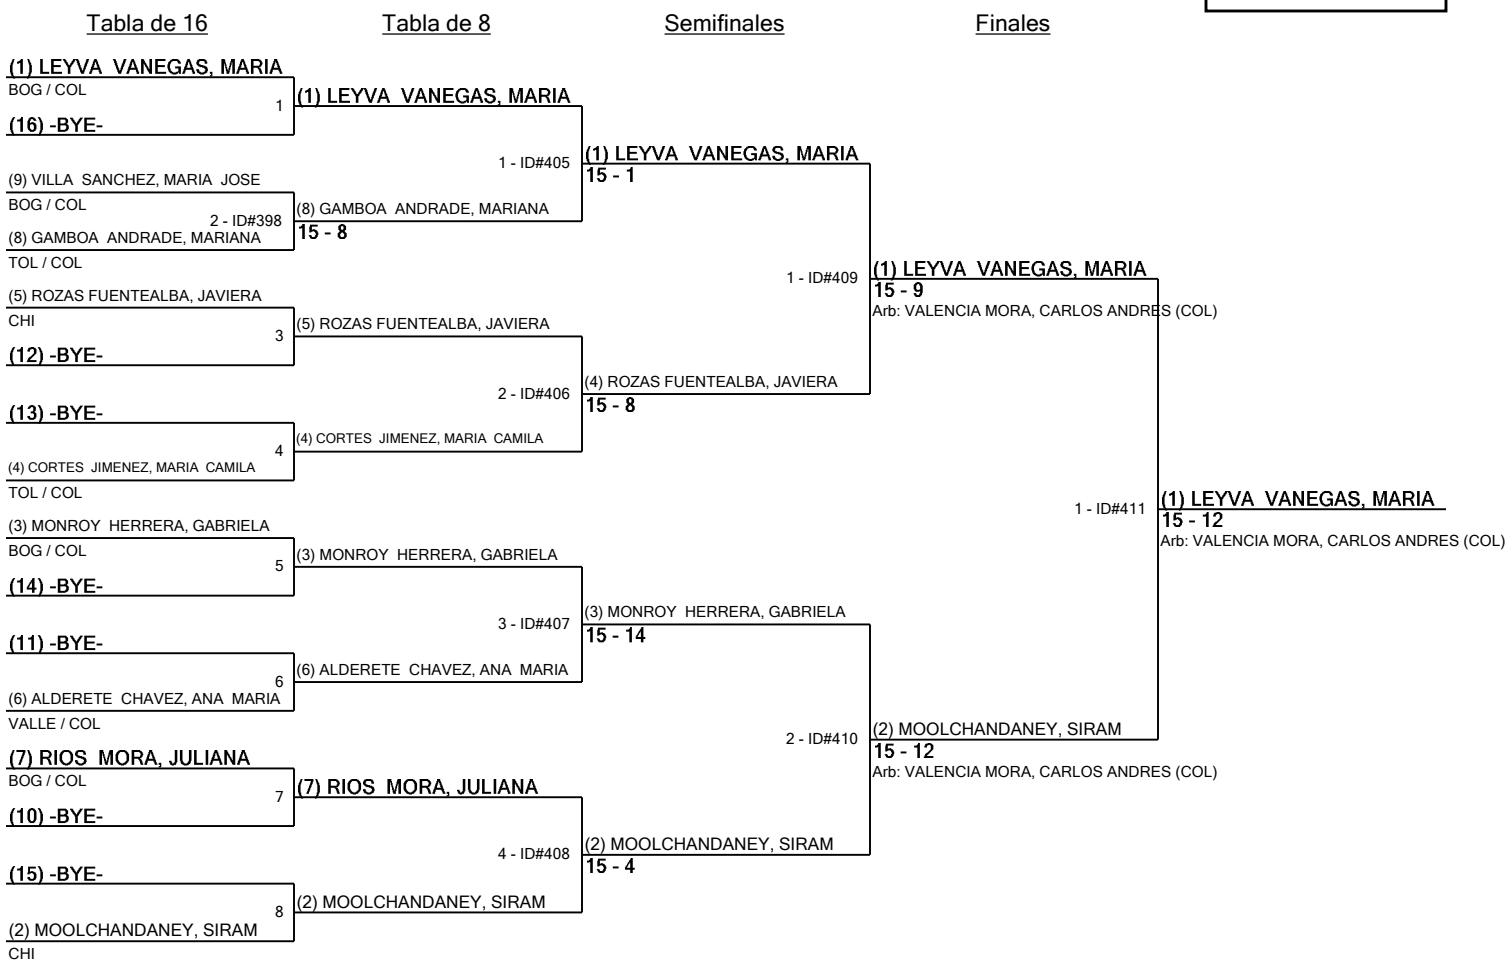 Tabla de 16
Tabla de 8
Semifinales
Finales
(1) LEYVA  VANEGAS, MARIA
BOG / COL
1
(16) -BYE-
(9) VILLA  SANCHEZ, MARIA  JOSE
BOG / COL
2 - ID#398
(8) GAMBOA  ANDRADE, MARIANA
TOL / COL
(5) ROZAS FUENTEALBA, JAVIERA
CHI
3
(12) -BYE-
(13) -BYE-
4
(4) CORTES  JIMENEZ, MARIA  CAMILA
TOL / COL
(3) MONROY  HERRERA, GABRIELA
BOG / COL
5
(14) -BYE-
(11) -BYE-
6
(6) ALDERETE  CHAVEZ, ANA  MARIA
VALLE / COL
(7) RIOS  MORA, JULIANA
BOG / COL
7
(10) -BYE-
(15) -BYE-
8
(2) MOOLCHANDANEY, SIRAM
CHI
(1) LEYVA  VANEGAS, MARIA
1 - ID#405
(8) GAMBOA  ANDRADE, MARIANA
15 - 8
(5) ROZAS FUENTEALBA, JAVIERA
2 - ID#406
(4) CORTES  JIMENEZ, MARIA  CAMILA
(3) MONROY  HERRERA, GABRIELA
3 - ID#407
(6) ALDERETE  CHAVEZ, ANA  MARIA
(7) RIOS  MORA, JULIANA
4 - ID#408
(2) MOOLCHANDANEY, SIRAM
(1) LEYVA  VANEGAS, MARIA
15 - 1
1 - ID#409
(4) ROZAS FUENTEALBA, JAVIERA
15 - 8
(3) MONROY  HERRERA, GABRIELA
15 - 14
2 - ID#410
(2) MOOLCHANDANEY, SIRAM
15 - 4
(1) LEYVA  VANEGAS, MARIA
15 - 9
Arb: VALENCIA MORA, CARLOS ANDRES (COL)
1 - ID#411
(2) MOOLCHANDANEY, SIRAM
15 - 12
Arb: VALENCIA MORA, CARLOS ANDRES (COL)
(1) LEYVA  VANEGAS, MARIA
15 - 12
Arb: VALENCIA MORA, CARLOS ANDRES (COL)